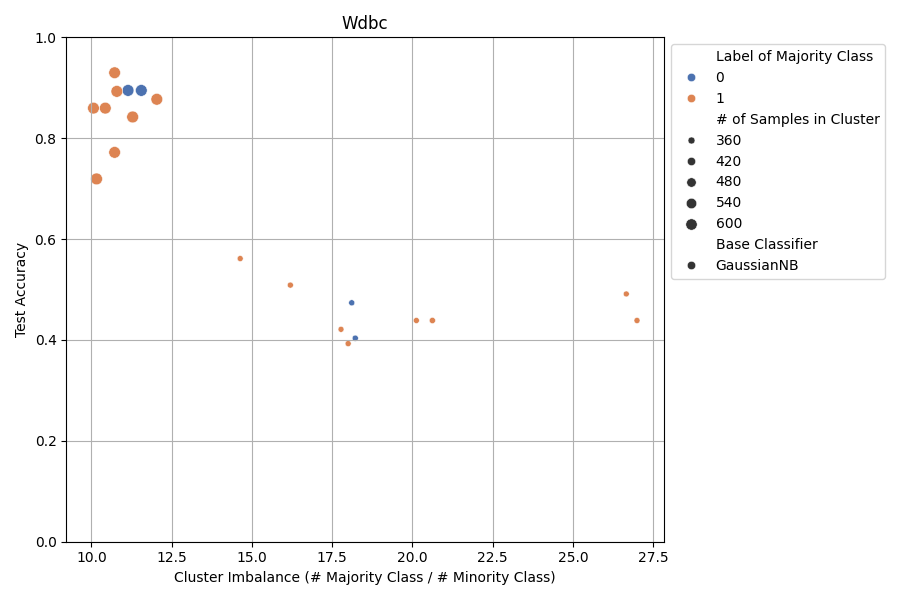 Wdbc
1.0
0.8
0.6
0.4
0.2
0.0
Test Accuracy
10.0 12.5 15.0 17.5 20.0 22.5 25.0 27.5
Cluster Imbalance (# Majority Class / # Minority Class)
Label of Majority Class
0
1
# of Samples in Cluster
360
420
480
540
600
Base Classifier
GaussianNB